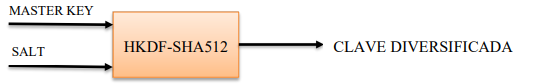 MASTER KEY
SALT
HKDF-SHA512
CLAVE DIVERSIFICADA